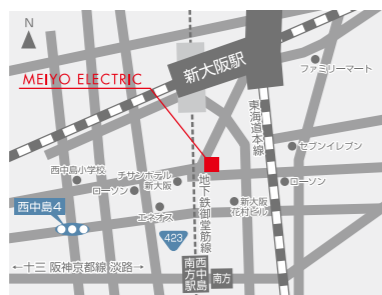 N
新大阪駅
MEIYO ELECTRIC
ファミリーマート
東海道本線
セブンイレブン
西中島小学校
チサンホテル
新大阪
ローソン
ローソン
地下鉄御堂筋線
西中島4
エネオス
新大阪
花村ビル
423
←十三 阪神京都線 淡路→
西中島
南方駅
南方